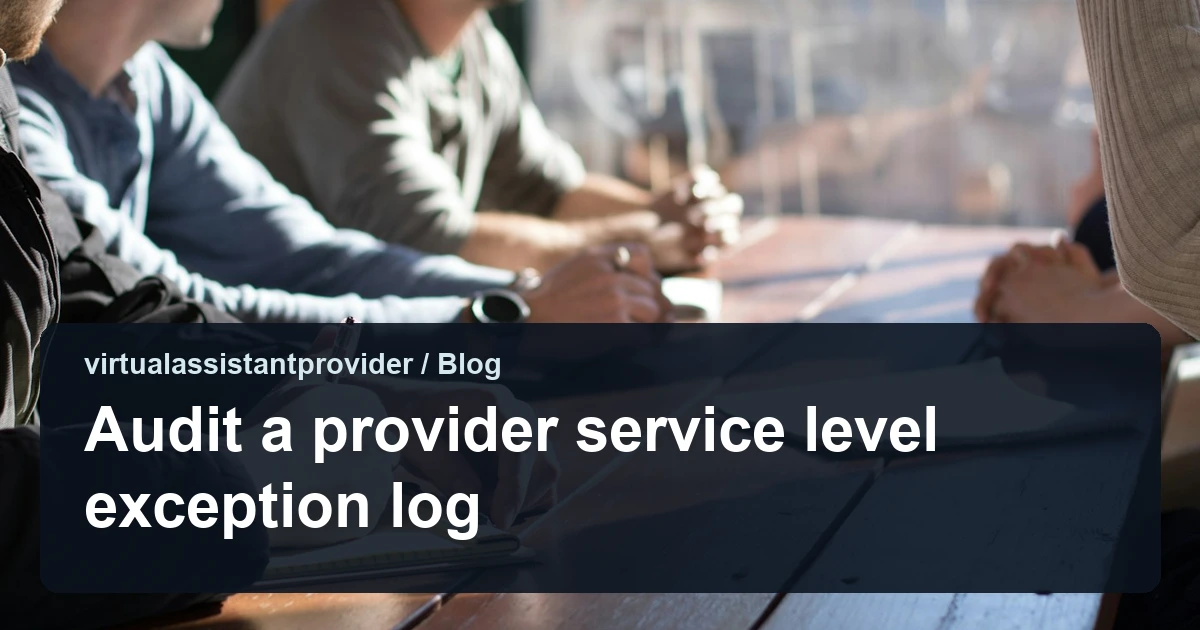 virtualassistantprovider / Blog
Audit a provider service level
exception log